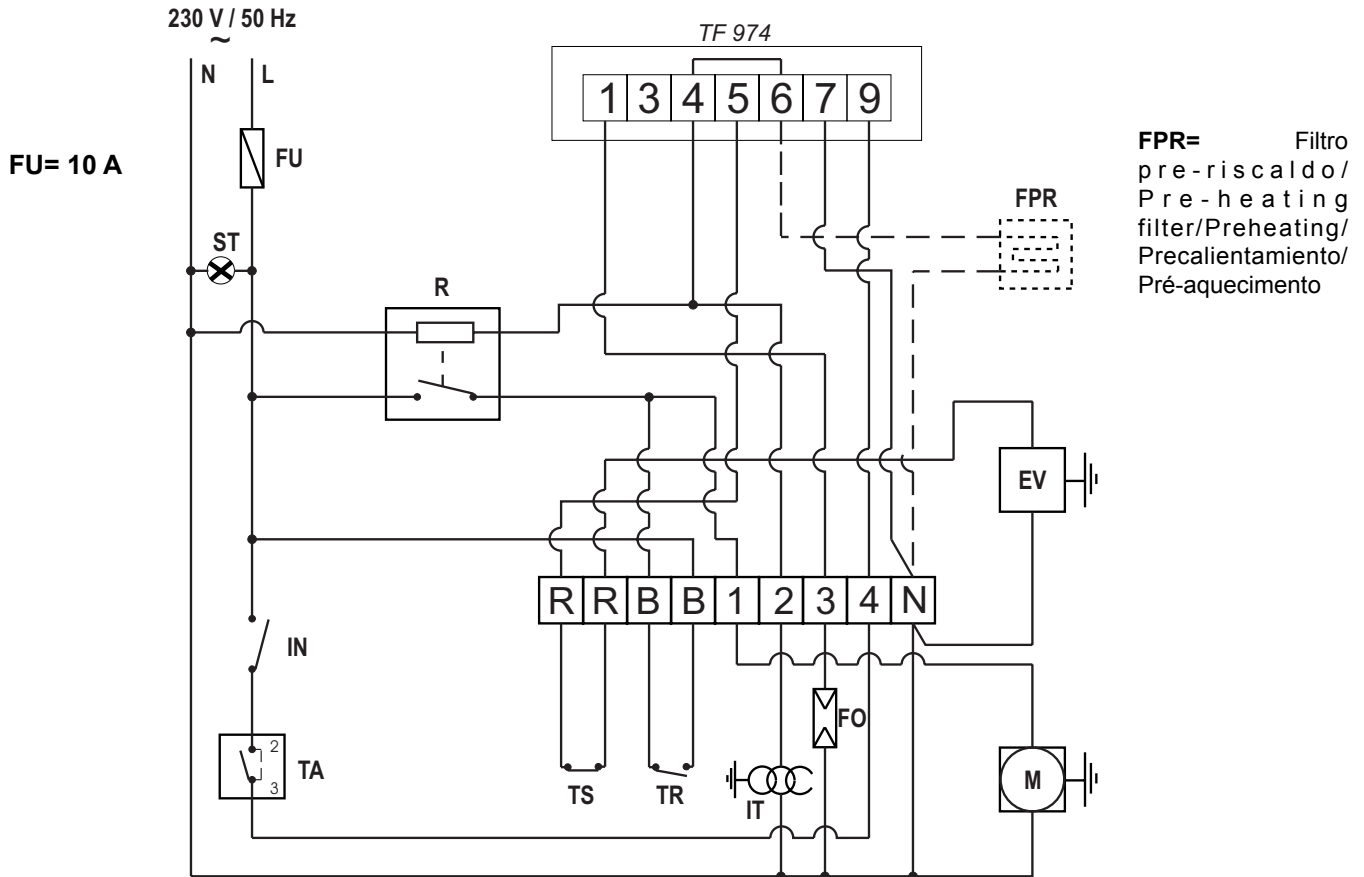 230 V / 50 Hz
~
N L
TF 974
1 3 4 5 6 7 9
FU= 10 A
FU
FPR= Filtro
pre-riscaldo/
Pre-heating
filter/Preheating/
Precalientamiento/
Pré-aquecimento
FPR
ST
R
EV
R R B B 1 2 3 4 N
IN
FO
2
TA
3
TS
TR
IT
M